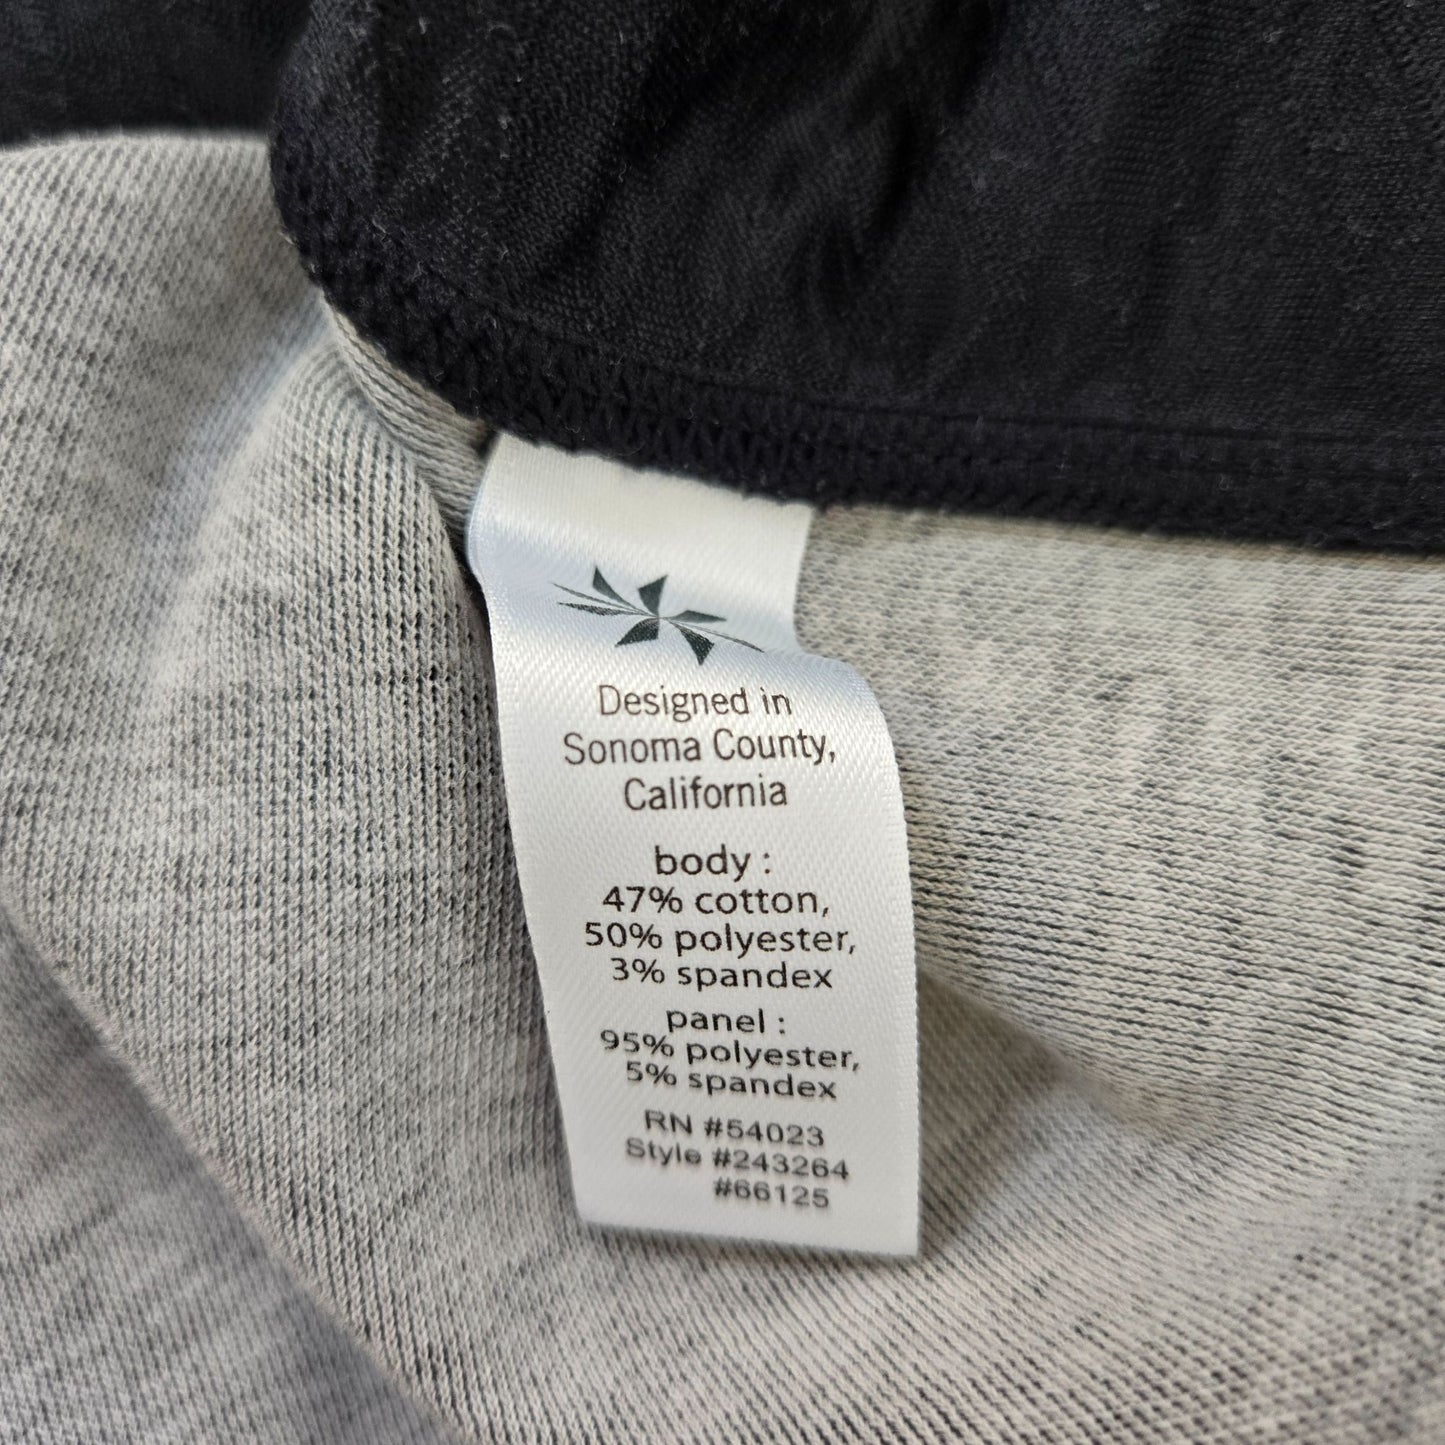 Designed in
Sonoma County,
California
body :
47% cotton,
50% polyester,
3% spandex
panel :
95% polyester,
5% spandex
RN #54023
Style #243264
#66125